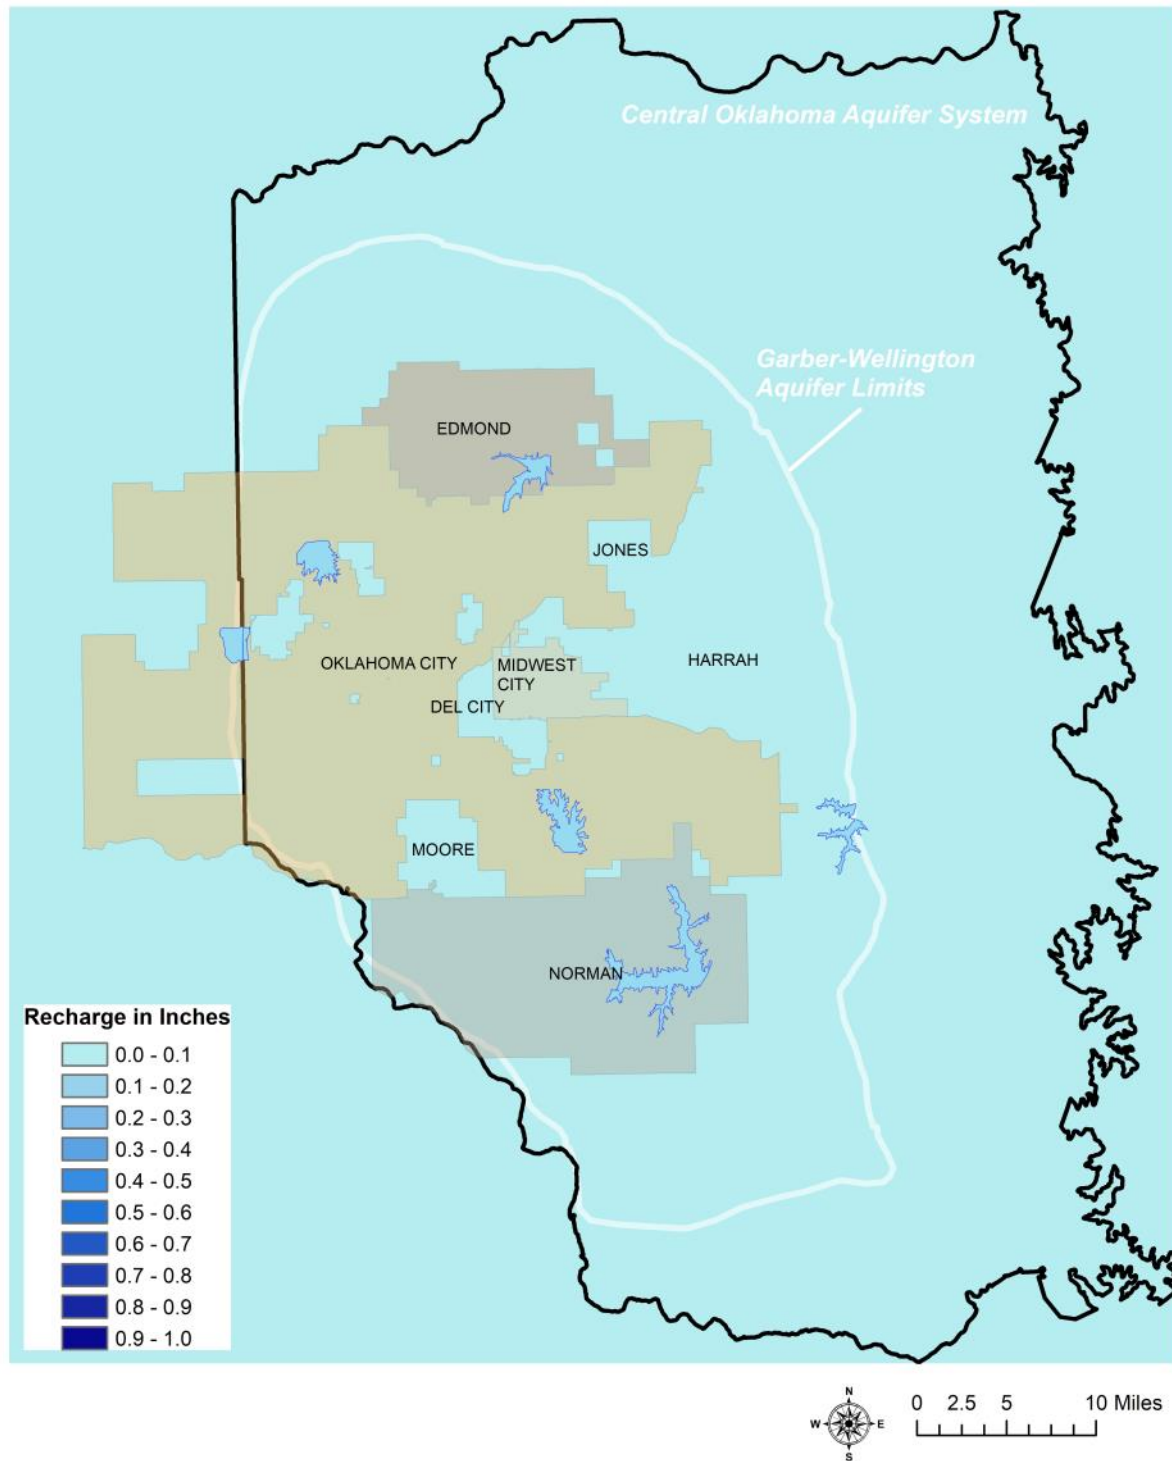 Central Oklahoma Aquifer System
Garber-Wellington
Aquifer Limits
EDMOND
JONES
OKLAHOMA CITY
MIDWEST
CITY
HARRAH
DEL CITY
MOORE
NORMAN
Recharge in Inches
0.0 - 0.1
0.1 - 0.2
0.2 - 0.3
0.3 - 0.4
0.4 - 0.5
0.5 - 0.6
0.6 - 0.7
0.7 - 0.8
0.8 - 0.9
0.9 - 1.0
N
W E
S
0 2.5 5 10 Miles